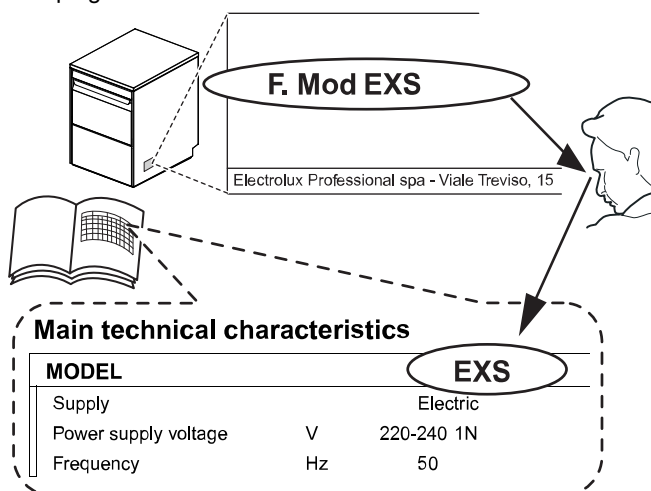 F. Mod EXS
Electrolux Professional spa - Viale Treviso, 15
Main technical characteristics
MODEL EXS
Supply Electric
Power supply voltage V 220-240 1N
Frequency Hz 50